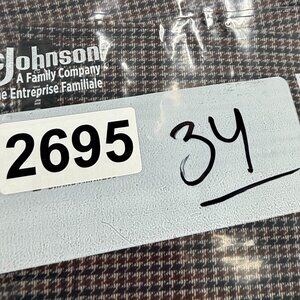 Johnson
A Family Company
Entreprise Familiale
2695
34